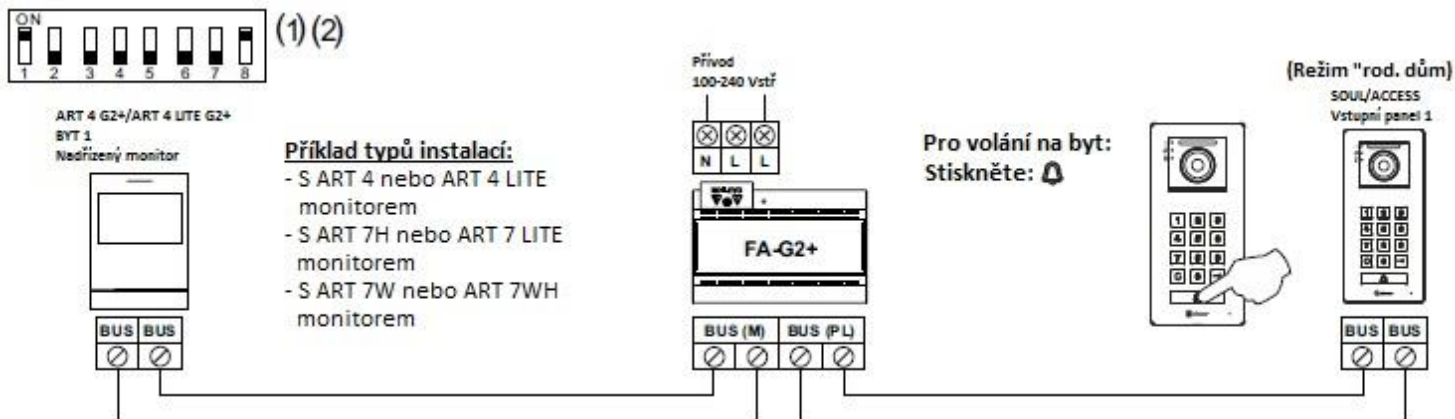 ON
(1) (2)
1 2 3 4 5 6 7 8
ART 4 G2+/ART 4 LITE G2+
BYT 1
Nadřízený monitor
BUS BUS
Příklad typů instalací:
- S ART 4 nebo ART 4 LITE
monitorem
- S ART 7H nebo ART 7 LITE
monitorem
- S ART 7W nebo ART 7WH
monitorem
Přívod
100-240 Vstř
N L L
FA-G2+
BUS (M) BUS (PL)
Pro volání na byt:
Stiskněte:
(Režim "rod. dům)
SOUL/ACCESS
Vstupní panel 1
BUS BUS